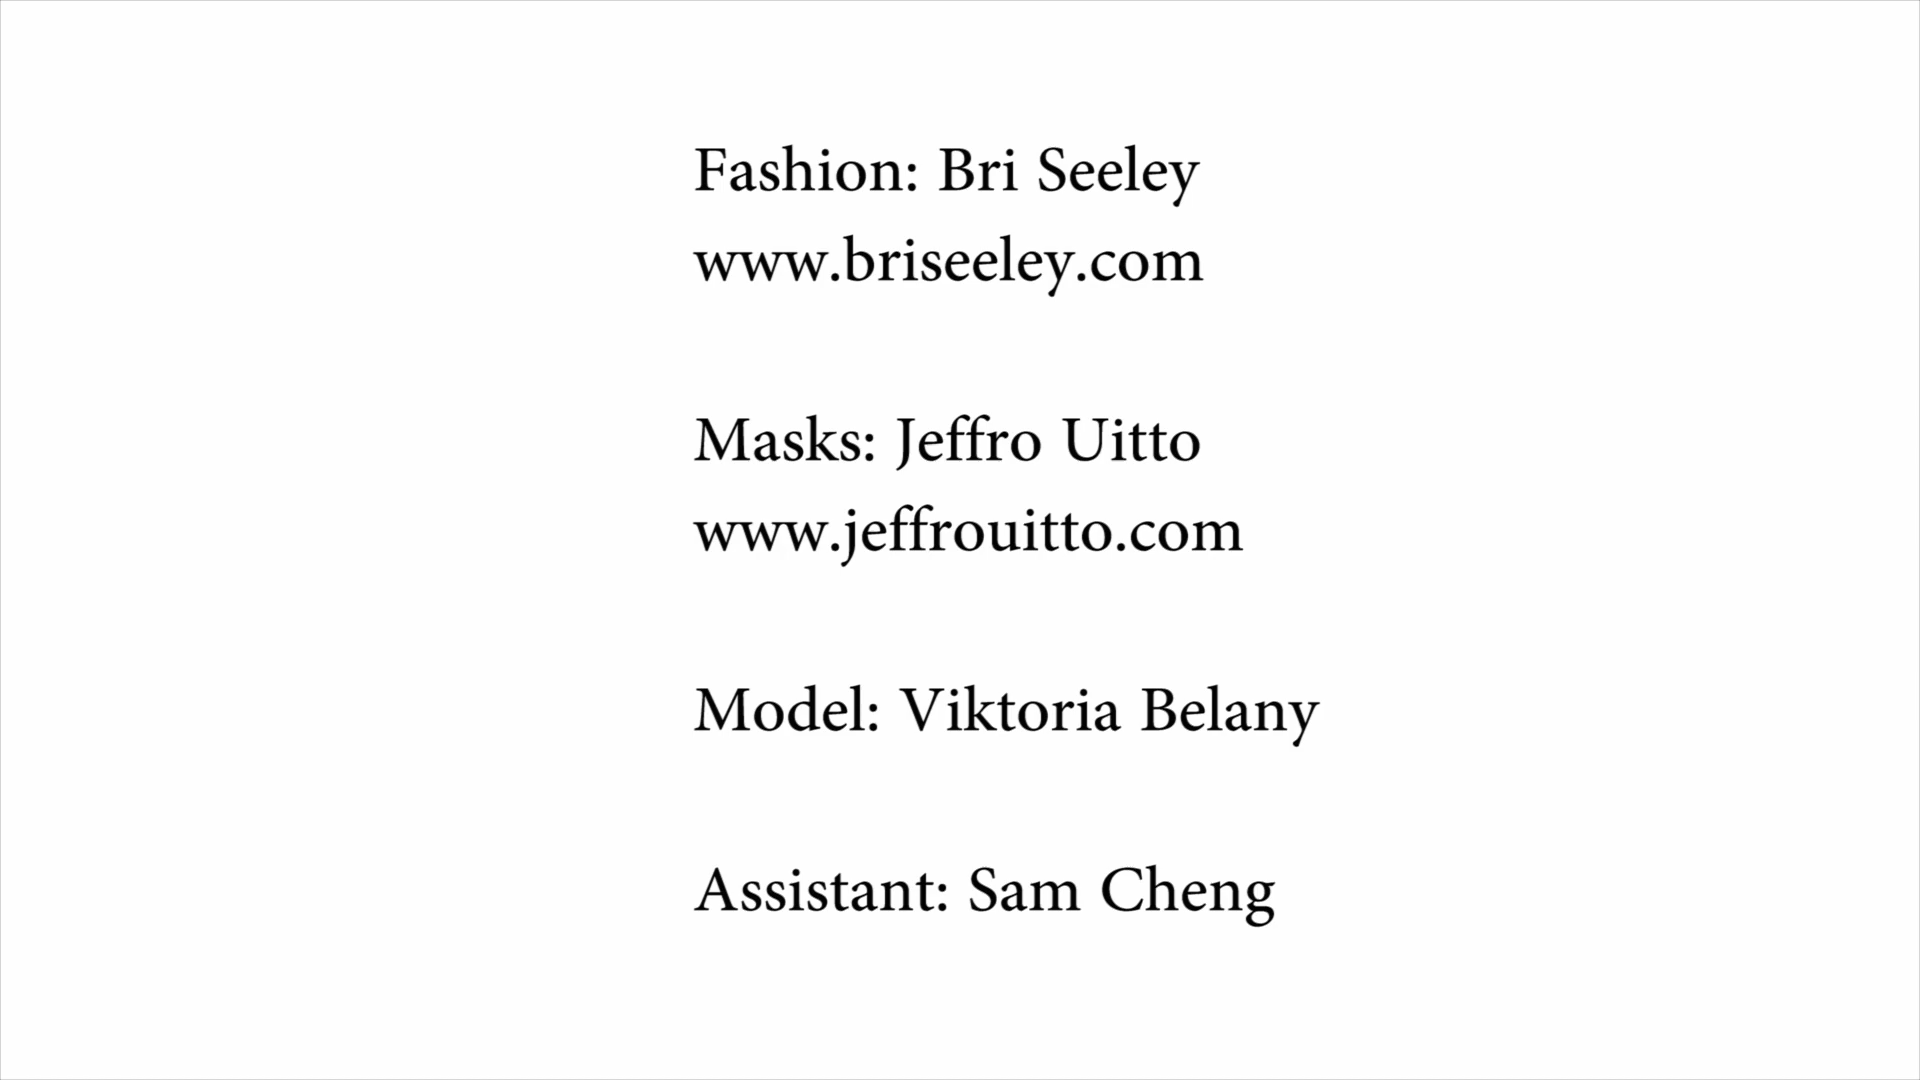 Fashion: Bri Seeley
www.briseeley.com
Masks: Jeffro Uitto
www.jeffrouitto.com
Model: Viktoria Belany
Assistant: Sam Cheng